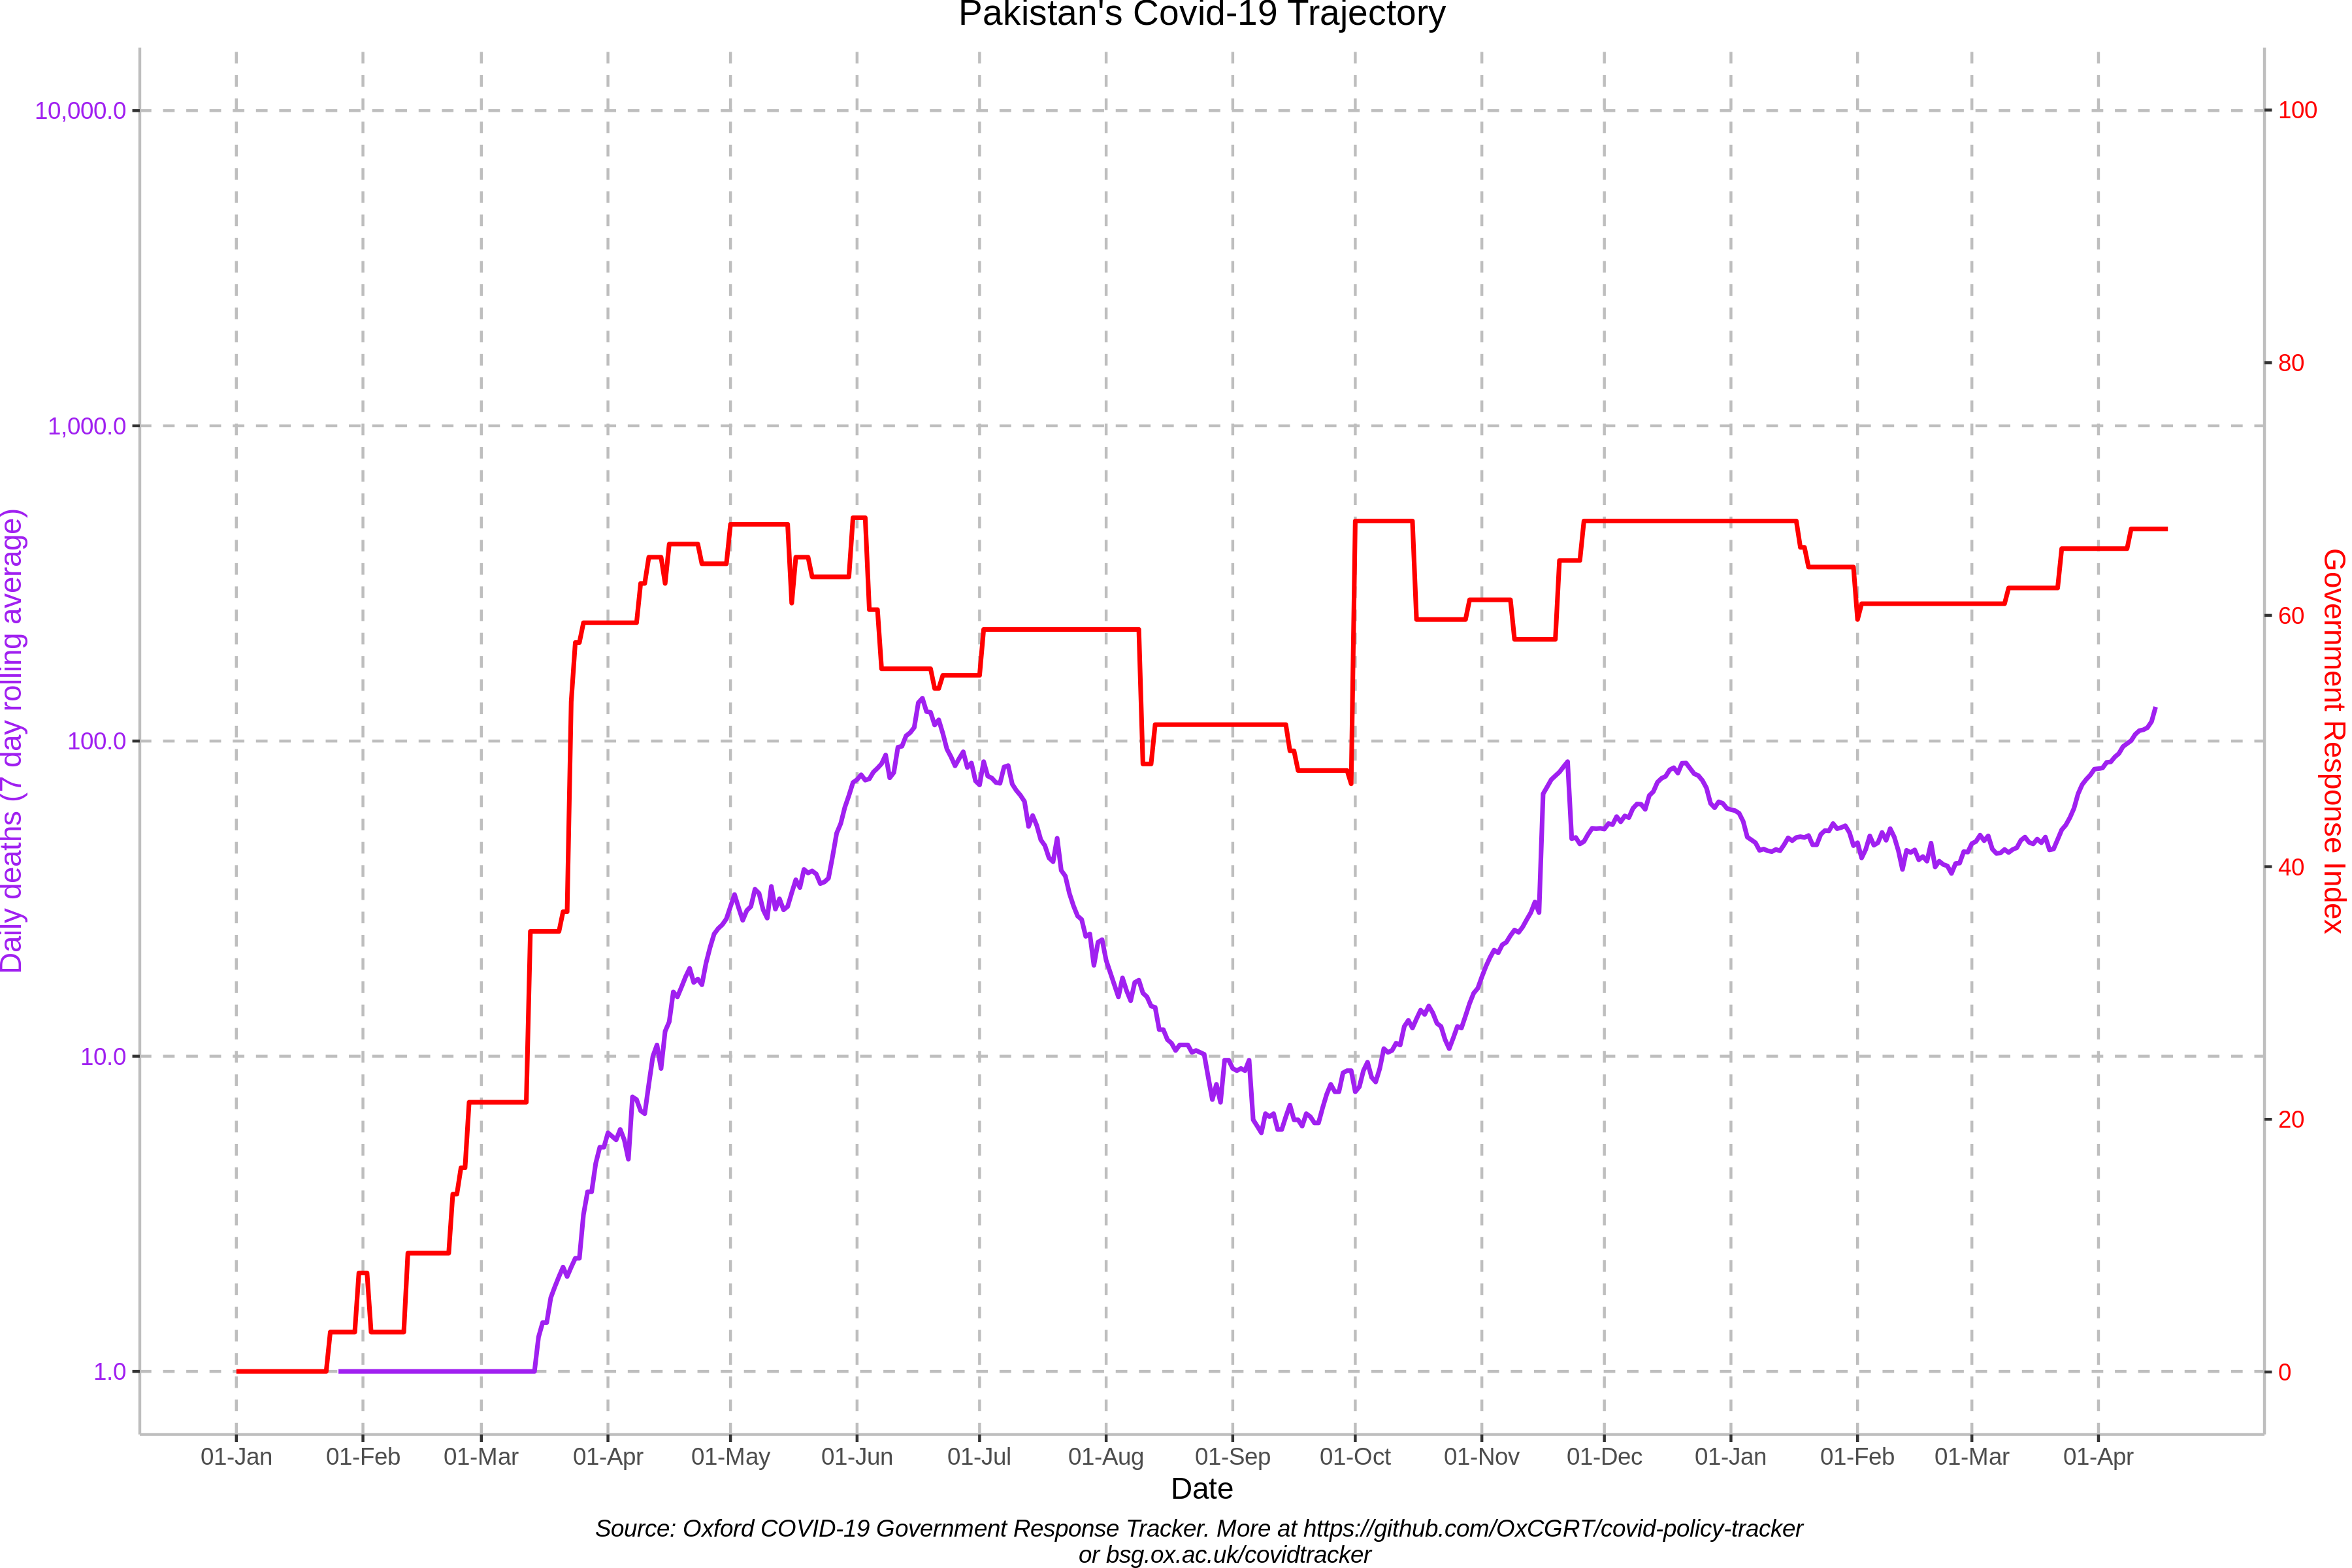 Pakistan's Covid-19 Trajectory
10,000.0
1,000.0
100.0
10.0
1.0
Daily deaths (7 day rolling average)
100
80
60
40
20
0
Government Response Index
01-Jan 01-Feb 01-Mar 01-Apr 01-May 01-Jun 01-Jul 01-Aug 01-Sep 01-Oct 01-Nov 01-Dec 01-Jan 01-Feb 01-Mar 01-Apr
Date
Source: Oxford COVID-19 Government Response Tracker. More at https://github.com/OxCGRT/covid-policy-tracker
or bsg.ox.ac.uk/covidtracker